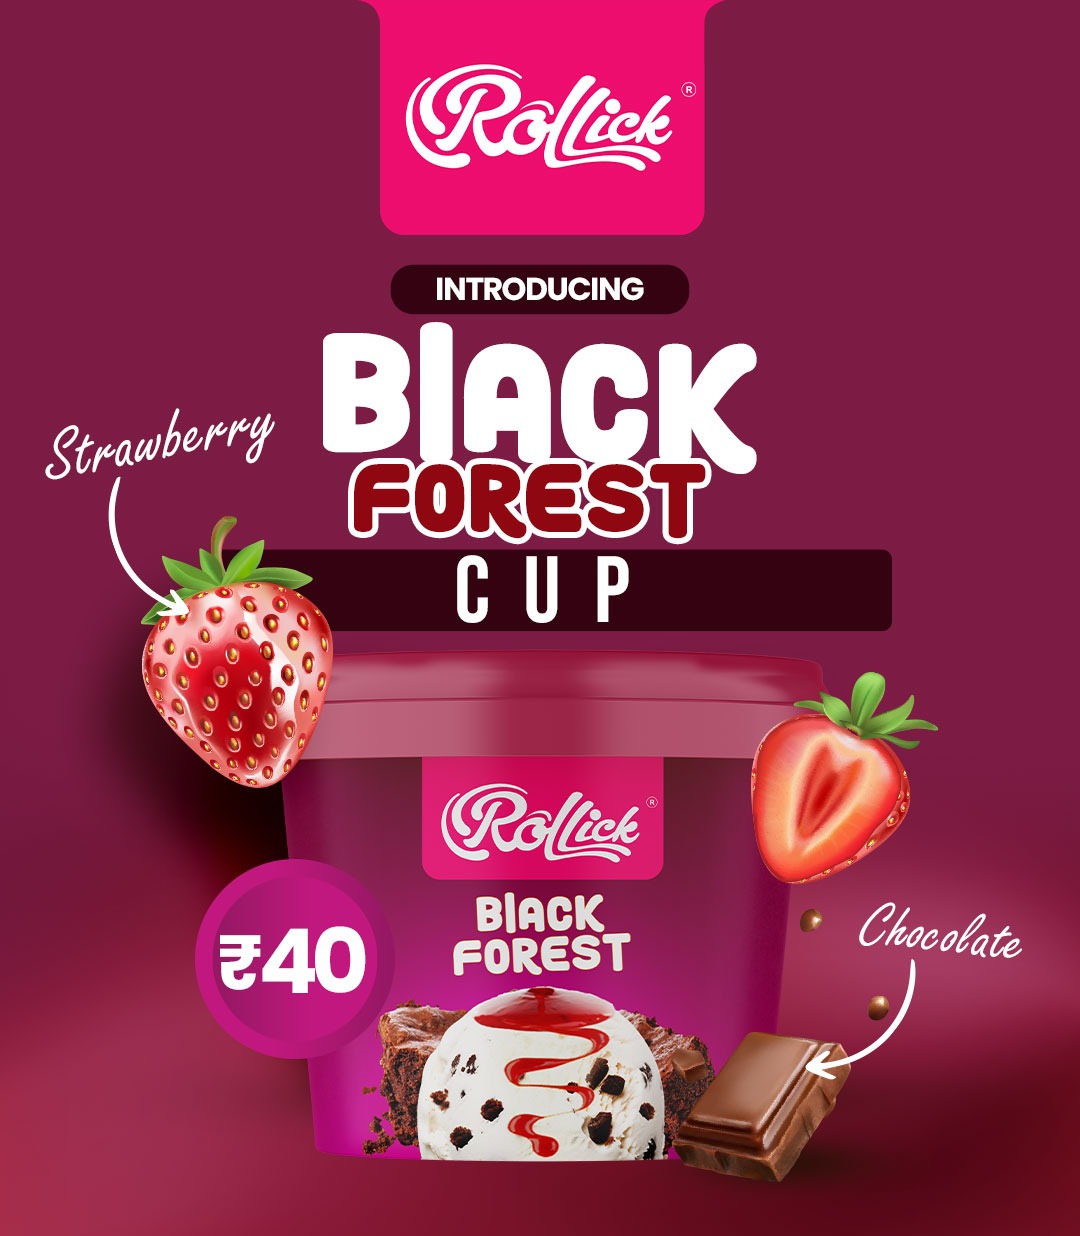 Rollick ®
INTRODUCING
BlACK
FOREST
CUP
Strawberry
Rollick ®
BlACK
FOREST
₹40
Chocolate